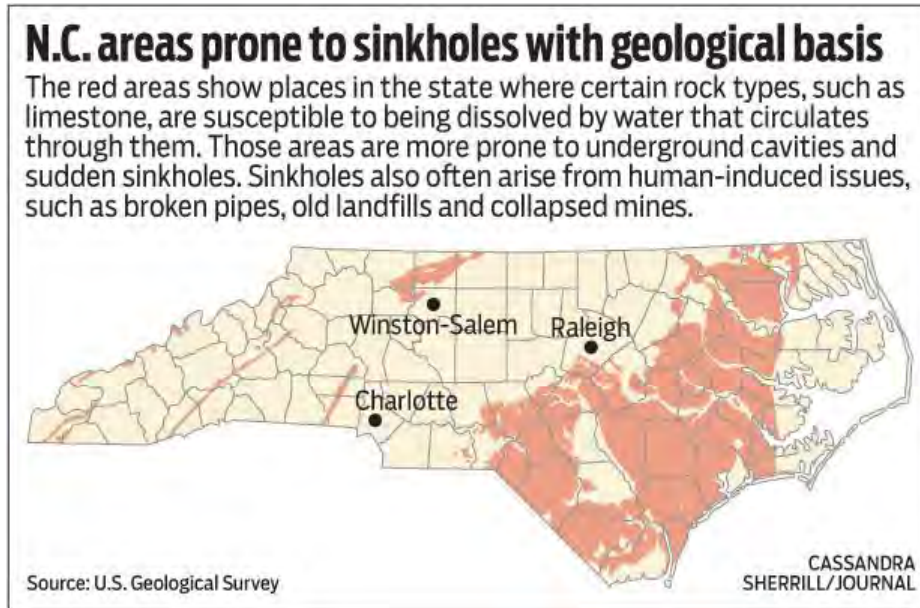 N.C. areas prone to sinkholes with geological basis
The red areas show places in the state where certain rock types, such as
limestone, are susceptible to being dissolved by water that circulates
through them. Those areas are more prone to underground cavities and
sudden sinkholes. Sinkholes also often arise from human-induced issues,
such as broken pipes, old landfills and collapsed mines.
Winston-Salem
Raleigh
Charlotte
Source: U.S. Geological Survey
CASSANDRA
SHERRILL/JOURNAL